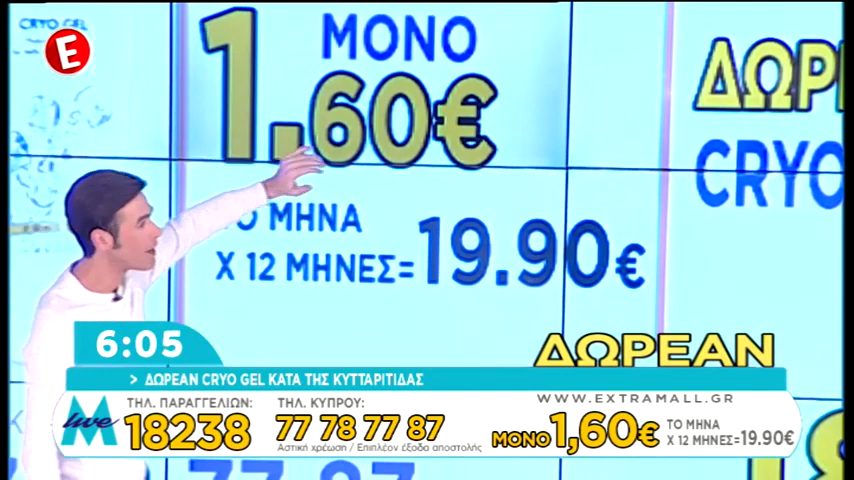 CRYO GEL
E
ΜΟΝΟ
1.60€
ΤΟ ΜΗΝΑ
Χ 12 ΜΗΝΕΣ=19.90€
ΔΩΡΕ
CRYO
ΔΩΡΕΑΝ
6:05
> ΔΩΡΕΑΝ CRYO GEL ΚΑΤΑ ΤΗΣ ΚΥΤΤΑΡΙΤΙΔΑΣ
M live
ΤΗΛ. ΠΑΡΑΓΓΕΛΙΩΝ:
18238
ΤΗΛ. ΚΥΠΡΟΥ:
77 78 77 87
Αστική χρέωση / Επιπλέον έξοδα αποστολής
WWW.EXTRAMALL.GR
ΜΟΝΟ 1,60€
ΤΟ ΜΗΝΑ
Χ 12 ΜΗΝΕΣ=19.90€